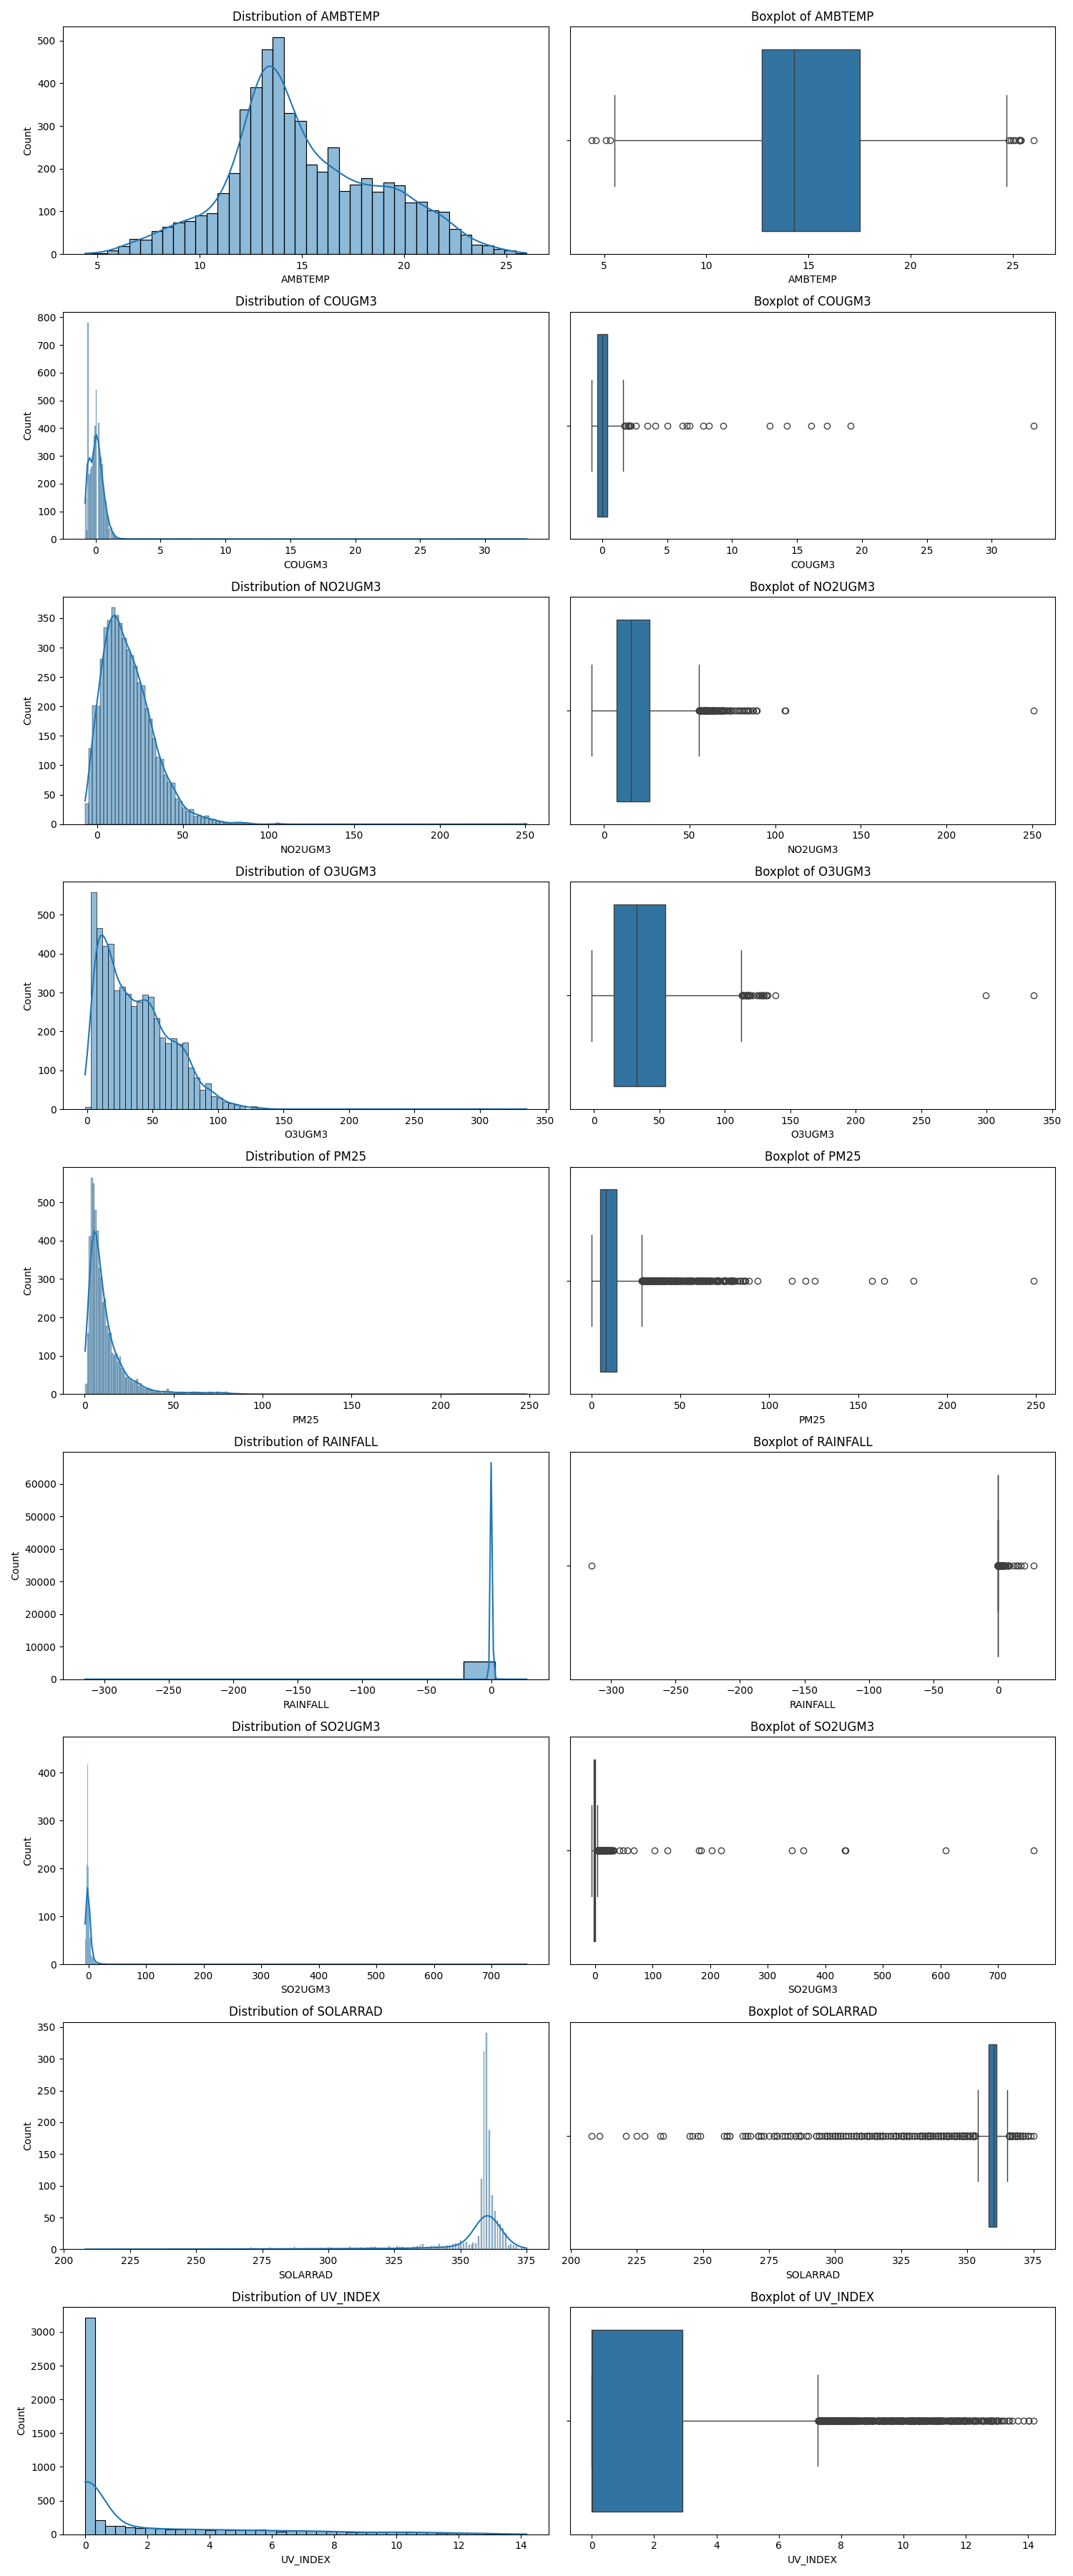 Distribution of AMBTEMP
Boxplot of AMBTEMP
500
400
300
200
100
0
Count
5 10 15 20 25
AMBTEMP
5 10 15 20 25
AMBTEMP
Distribution of COUGM3
Boxplot of COUGM3
800
700
600
500
400
300
200
100
0
Count
0 5 10 15 20 25 30
COUGM3
0 5 10 15 20 25 30
COUGM3
Distribution of NO2UGM3
Boxplot of NO2UGM3
350
300
250
200
150
100
50
0
Count
0 50 100 150 200 250
NO2UGM3
0 50 100 150 200 250
NO2UGM3
Distribution of O3UGM3
Boxplot of O3UGM3
500
400
300
200
100
0
Count
0 50 100 150 200 250 300 350
O3UGM3
0 50 100 150 200 250 300 350
O3UGM3
Distribution of PM25
Boxplot of PM25
500
400
300
200
100
0
Count
0 50 100 150 200 250
PM25
0 50 100 150 200 250
PM25
Distribution of RAINFALL
Boxplot of RAINFALL
60000
50000
40000
30000
20000
10000
0
Count
−300 −250 −200 −150 −100 −50 0
RAINFALL
−300 −250 −200 −150 −100 −50 0
RAINFALL
Distribution of SO2UGM3
Boxplot of SO2UGM3
400
300
200
100
0
Count
0 100 200 300 400 500 600 700
SO2UGM3
0 100 200 300 400 500 600 700
SO2UGM3
Distribution of SOLARRAD
Boxplot of SOLARRAD
350
300
250
200
150
100
50
0
Count
200 225 250 275 300 325 350 375
SOLARRAD
200 225 250 275 300 325 350 375
SOLARRAD
Distribution of UV_INDEX
Boxplot of UV_INDEX
3000
2500
2000
1500
1000
500
0
Count
0 2 4 6 8 10 12 14
UV_INDEX
0 2 4 6 8 10 12 14
UV_INDEX